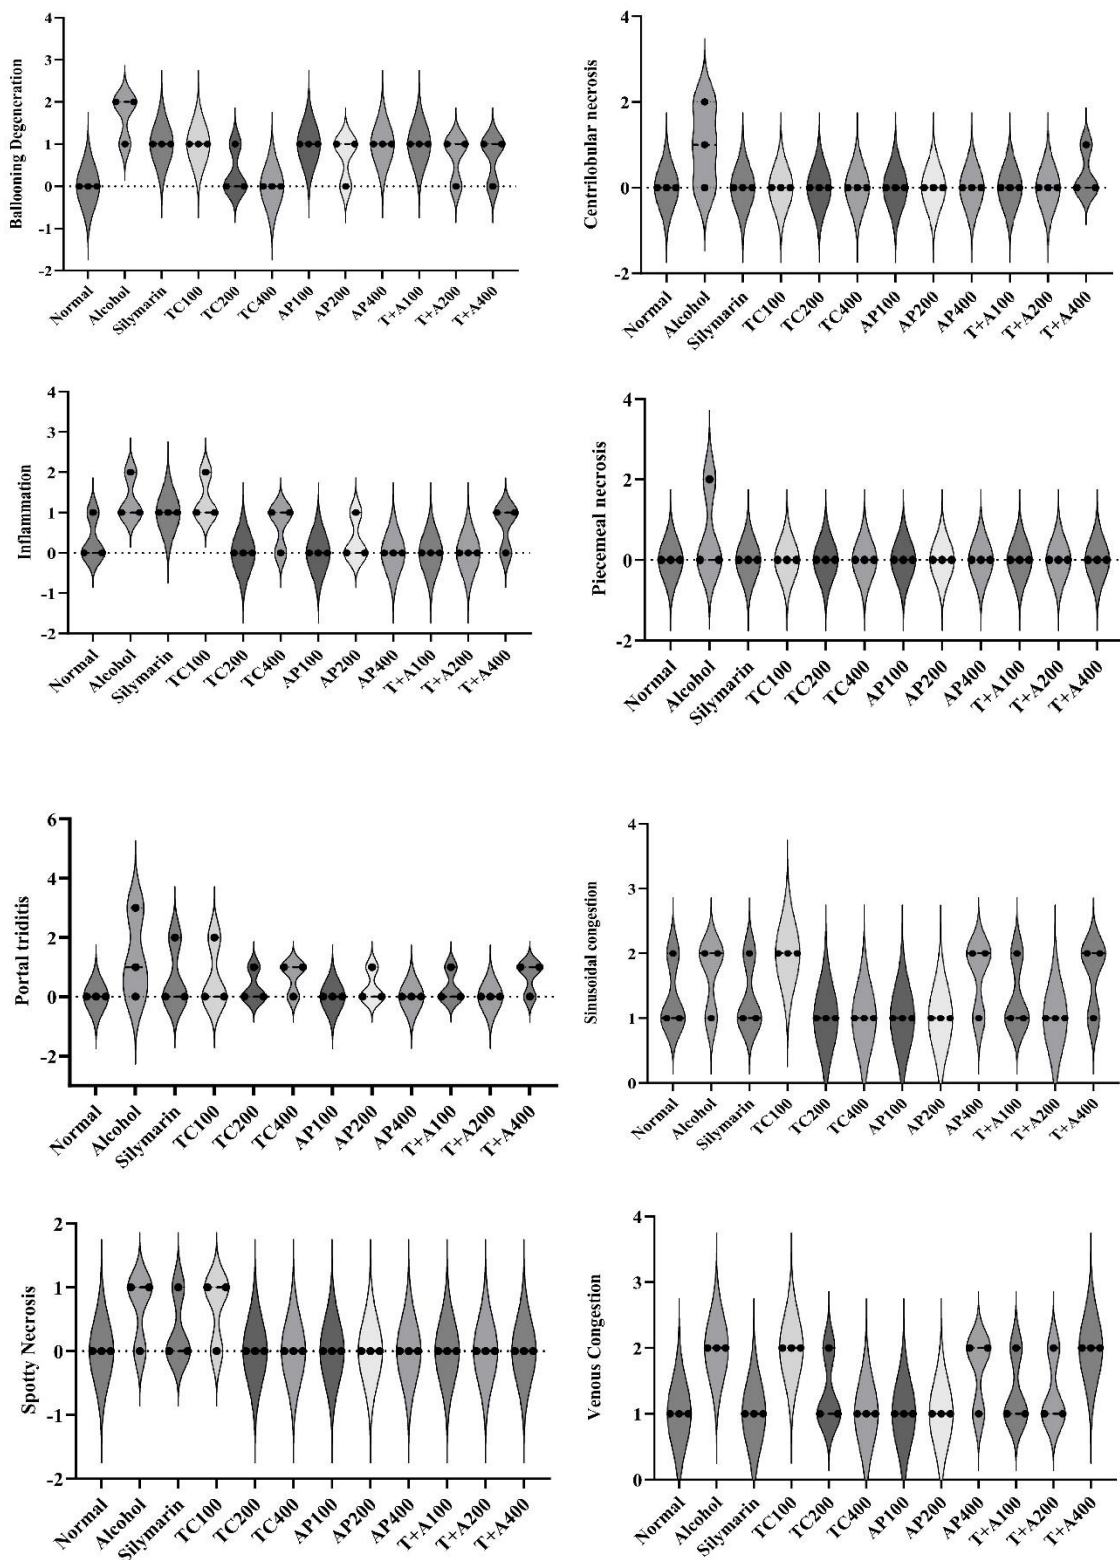 Ballooning Degeneration
4
3
2
1
0
-1
-2
Normal
Alcohol
Silymarin
TC100
TC200
TC400
AP100
AP200
AP400
T+A100
T+A200
T+A400
Centrilobular necrosis
4
2
0
-2
Normal
Alcohol
Silymarin
TC100
TC200
TC400
AP100
AP200
AP400
T+A100
T+A200
T+A400
Inflammation
4
3
2
1
0
-1
-2
Normal
Alcohol
Silymarin
TC100
TC200
TC400
AP100
AP200
AP400
T+A100
T+A200
T+A400
Piecemeal necrosis
4
2
0
-2
Normal
Alcohol
Silymarin
TC100
TC200
TC400
AP100
AP200
AP400
T+A100
T+A200
T+A400
Portal triditis
6
4
2
0
-2
Normal
Alcohol
Silymarin
TC100
TC200
TC400
AP100
AP200
AP400
T+A100
T+A200
T+A400
Sinusoidal congestion
4
3
2
1
0
Normal
Alcohol
Silymarin
TC100
TC200
TC400
AP100
AP200
AP400
T+A100
T+A200
T+A400
Spotty Necrosis
2
1
0
-1
-2
Normal
Alcohol
Silymarin
TC100
TC200
TC400
AP100
AP200
AP400
T+A100
T+A200
T+A400
Venous Congestion
4
3
2
1
0
Normal
Alcohol
Silymarin
TC100
TC200
TC400
AP100
AP200
AP400
T+A100
T+A200
T+A400